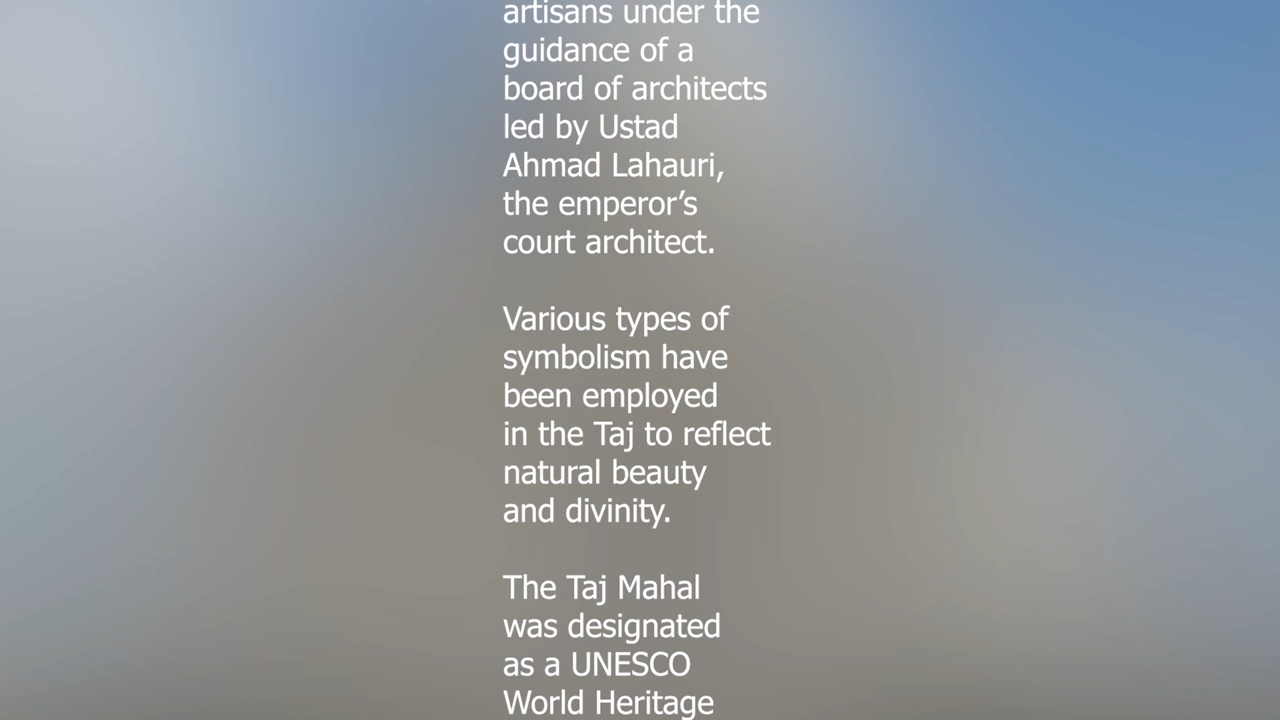 artisans under the
guidance of a
board of architects
led by Ustad
Ahmad Lahauri,
the emperor’s
court architect.
Various types of
symbolism have
been employed
in the Taj to reflect
natural beauty
and divinity.
The Taj Mahal
was designated
as a UNESCO
World Heritage